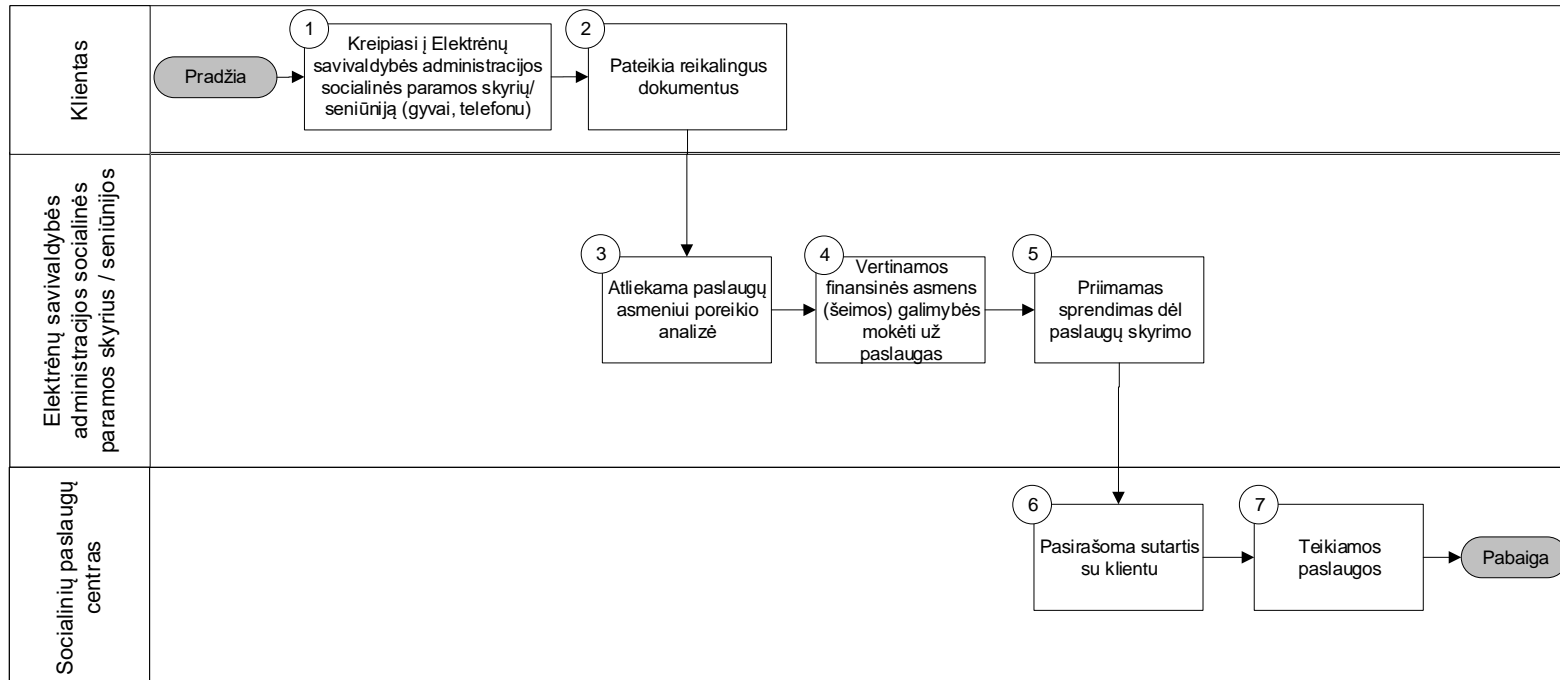 Klientas
Pradžia
1
Kreipiasi į Elektrėnų
savivaldybės administracijos
socialinės paramos skyrių/
seniūniją (gyvai, telefonu)
2
Pateikia reikalingus
dokumentus
Elektrėnų savivaldybės
administracijos socialinės
paramos skyrius / seniūnijos
3
Atliekama paslaugų
asmeniui poreikio
analizė
4
Vertinamos
finansinės asmens
(šeimos) galimybės
mokėti už
paslaugas
5
Priimamas
sprendimas dėl
paslaugų skyrimo
Socialinių paslaugų
centras
6
Pasirašoma sutartis
su klientu
7
Teikiamos
paslaugos
Pabaiga